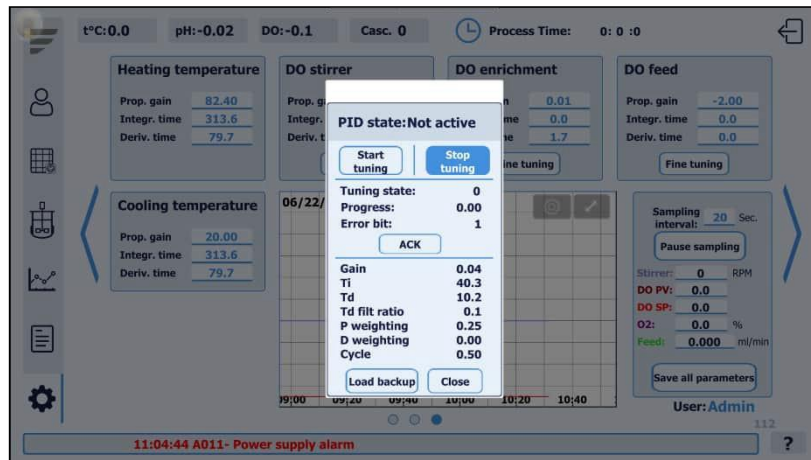 t°C:0.0 pH:-0.02 DO:-0.1 Casc. 0 Process Time: 0: 0 :0
Heating temperature
Prop. gain 82.40
Integr. time 313.6
Deriv. time 79.7
DO stirrer
Prop. g
Integr.
Deriv. t
DO enrichment
0.01
0.0
1.7
ine tuning
DO feed
Prop. gain -2.00
Integr. time 0.0
Deriv. time 0.0
Fine tuning
PID state:Not active
Start tuning
Stop tuning
Tuning state: 0
Progress: 0.00
Error bit: 1
ACK
Gain 0.04
Ti 40.3
Td 10.2
Td filt ratio 0.1
P weighting 0.25
D weighting 0.00
Cycle 0.50
Load backup Close
Cooling temperature
Prop. gain 20.00
Integr. time 313.6
Deriv. time 79.7
06/22/
09:20 09:40 10:00 10:20 10:40
Sampling interval: 20 Sec.
Pause sampling
Stirrer: 0 RPM
DO PV: 0.0
DO SP: 0.0
O2: 0.0 %
Feed: 0.000 ml/min
Save all parameters
User:Admin
112
11:04:44 A011- Power supply alarm
?